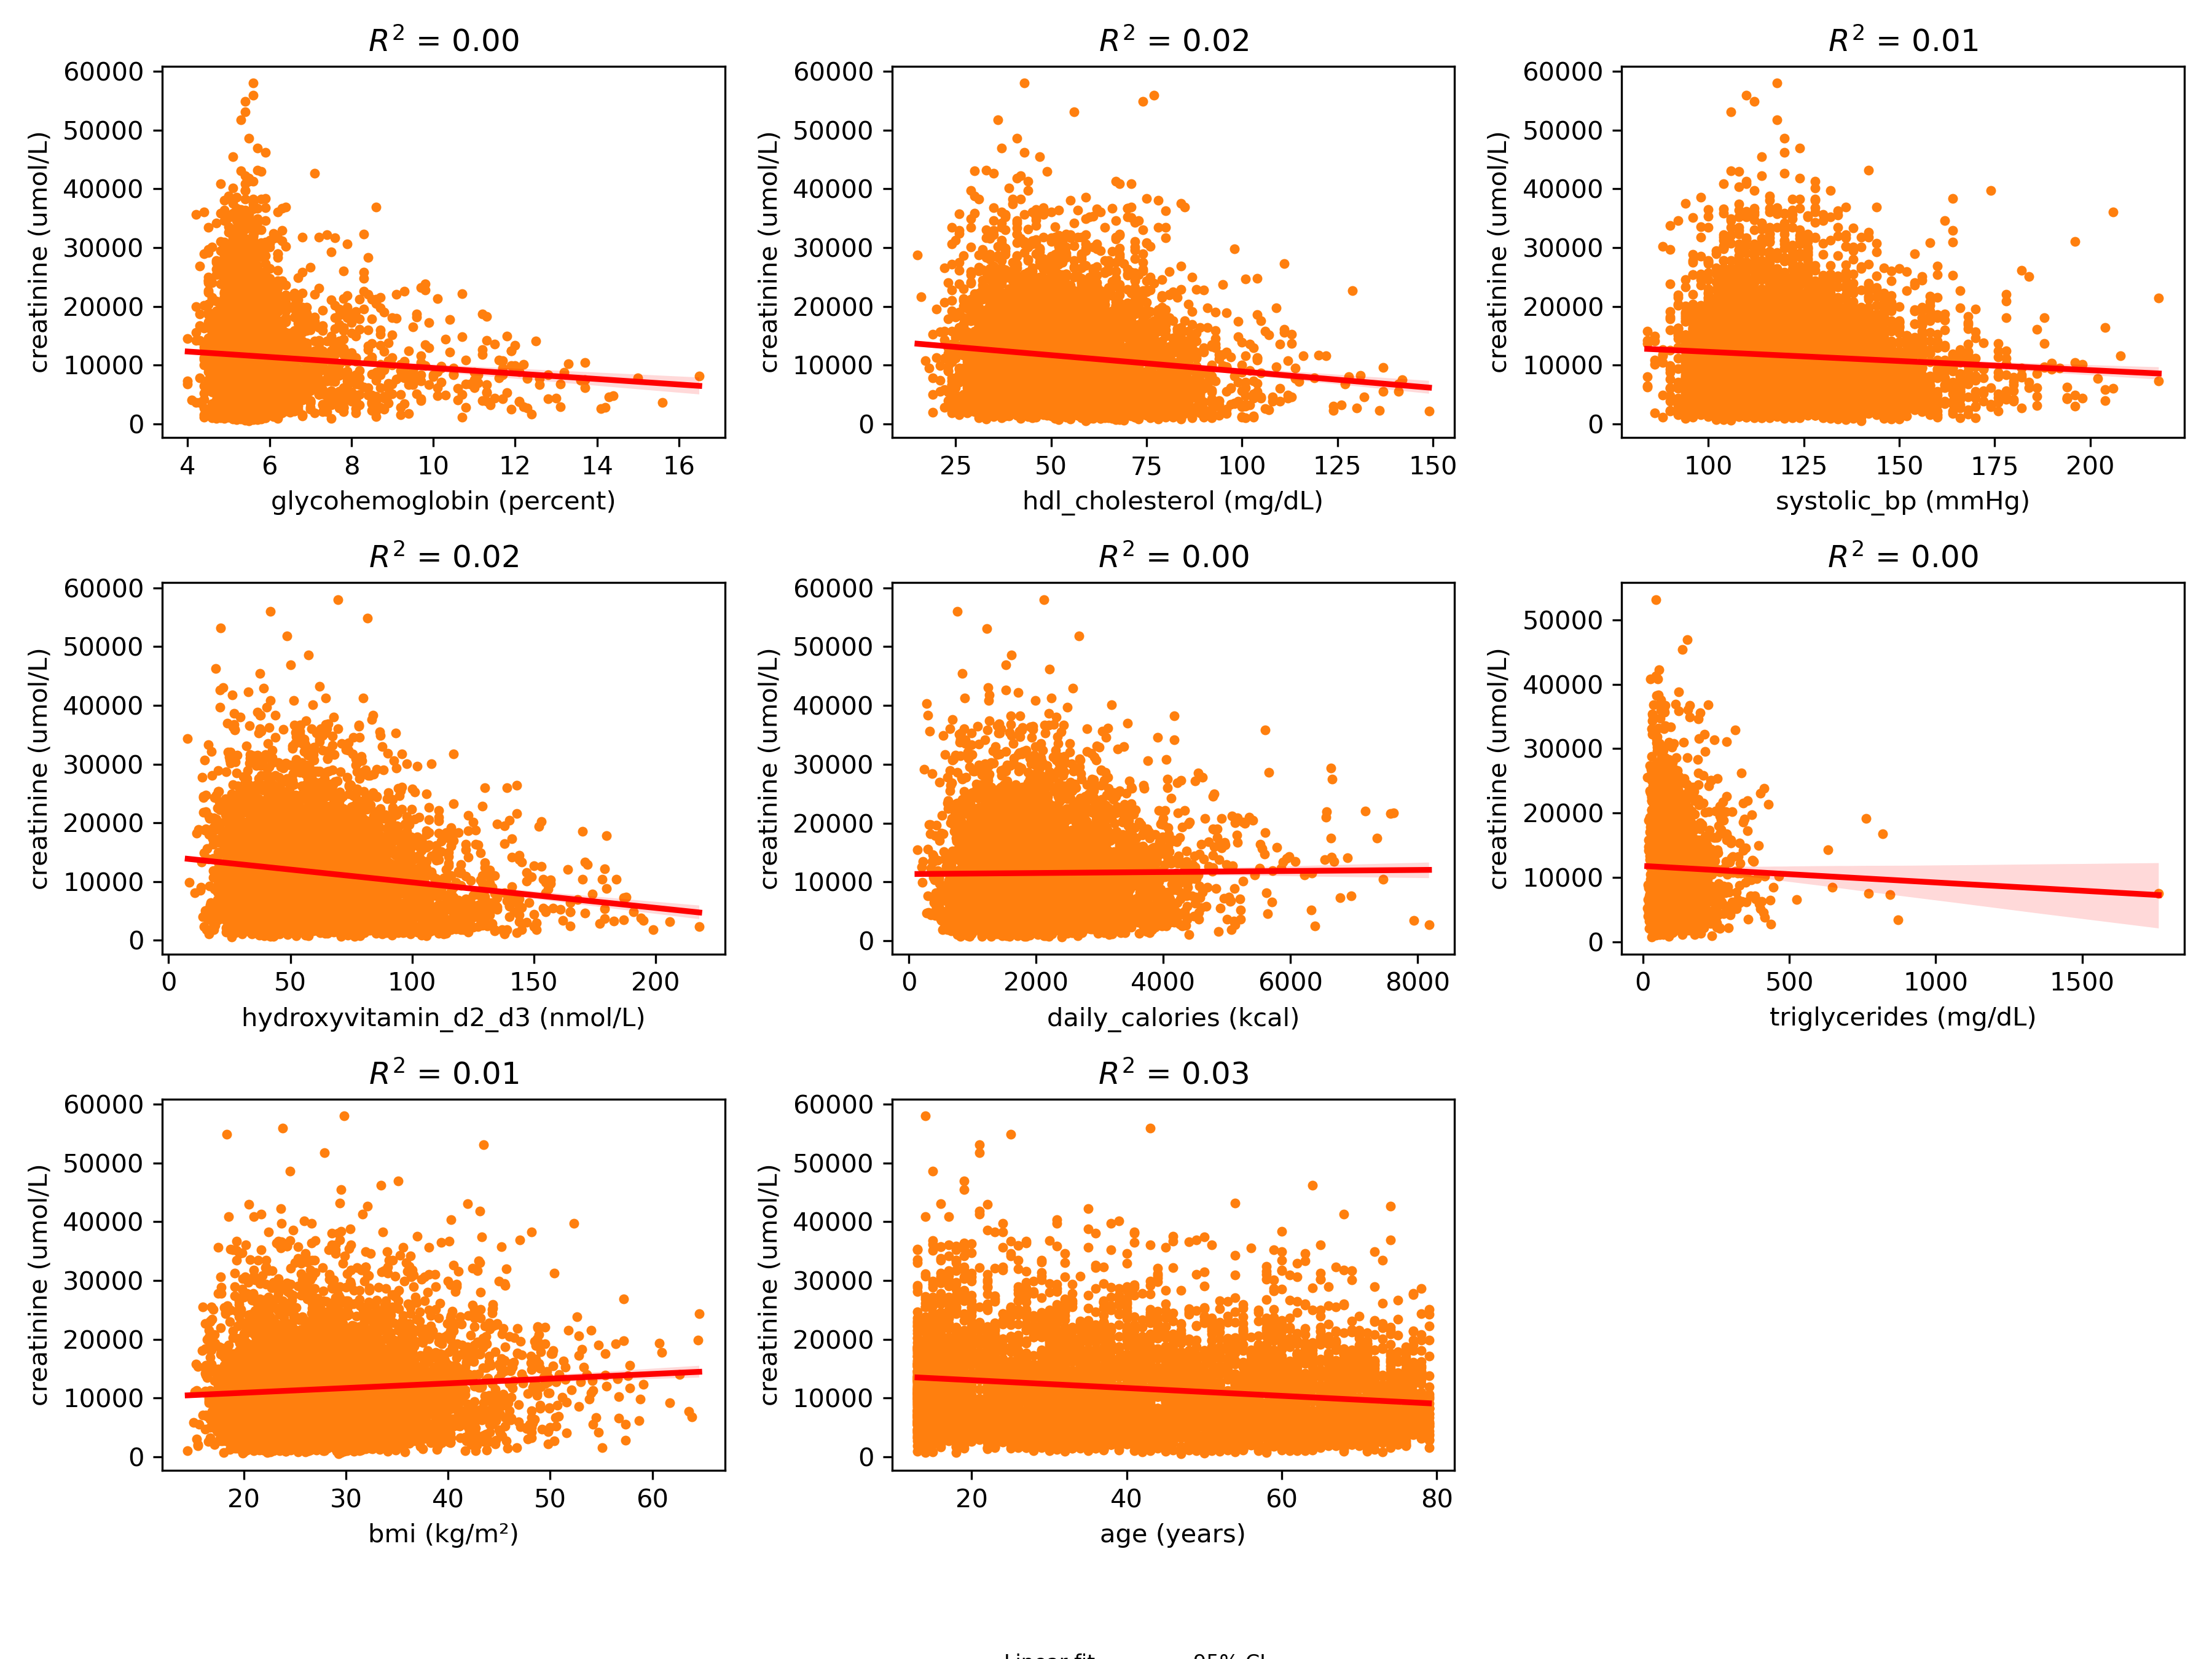 R² = 0.00
R² = 0.02
R² = 0.01
60000
50000
40000
30000
20000
10000
0
creatinine (umol/L)
4 6 8 10 12 14 16
glycohemoglobin (percent)
60000
50000
40000
30000
20000
10000
0
creatinine (umol/L)
25 50 75 100 125 150
hdl_cholesterol (mg/dL)
60000
50000
40000
30000
20000
10000
0
creatinine (umol/L)
100 125 150 175 200
systolic_bp (mmHg)
R² = 0.02
R² = 0.00
R² = 0.00
60000
50000
40000
30000
20000
10000
0
creatinine (umol/L)
0 50 100 150 200
hydroxyvitamin_d2_d3 (nmol/L)
60000
50000
40000
30000
20000
10000
0
creatinine (umol/L)
0 2000 4000 6000 8000
daily_calories (kcal)
50000
40000
30000
20000
10000
0
creatinine (umol/L)
0 500 1000 1500
triglycerides (mg/dL)
R² = 0.01
R² = 0.03
60000
50000
40000
30000
20000
10000
0
creatinine (umol/L)
20 30 40 50 60
bmi (kg/m²)
60000
50000
40000
30000
20000
10000
0
creatinine (umol/L)
20 40 60 80
age (years)
Linear fit 95% CI